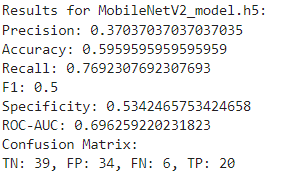 Results for MobileNetV2_model.h5:
Precision: 0.37037037037037035
Accuracy: 0.5959595959595959
Recall: 0.7692307692307693
F1: 0.5
Specificity: 0.5342465753424658
ROC-AUC: 0.696259220231823
Confusion Matrix:
TN: 39, FP: 34, FN: 6, TP: 20